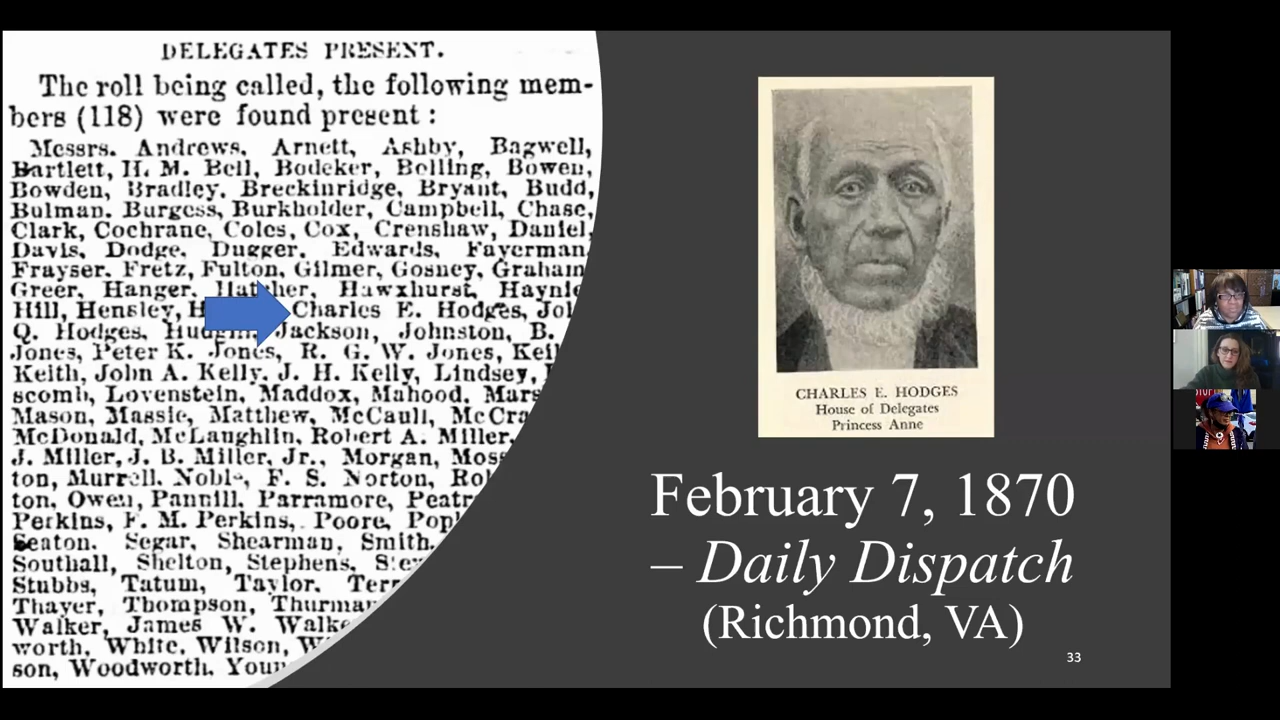 DELEGATES PRESENT.
The roll being called, the following mem-
bers (118) were found present :
Messrs. Andrews, Arnett, Ashby, Bagwell,
Bartlett, H. M. Bell, Bodeker, Bolling, Bowen,
Bowden, Bradley, Breckinridge, Bryant, Budd,
Bulman. Burgess, Burkholder, Campbell, Chase,
Clark, Cochrane, Coles, Cox, Crenshaw, Daniel,
Davis, Dodge, Dugger. Edwards, Fayerman,
Frayser. Fretz, Fulton, Gilmer, Gosney, Graham
Greer, Hanger, Hatcher, Hawxhurst,
Hill, Hensley, Charles E. Hodges,
Q. Hodges, Jackson, Johnston, B.
Jones, Peter K. Jones, R. G. W. Jones,
Keith, John A. Kelly. J. H. Kelly, Lindsey,
scomb, Lovenstein, Maddox, Mahood.
Mason, Massie, Matthew, McCaull,
McDonald, McLaughlin, Robert A. Miller,
J. Miller, J. B. Miller, Jr., Morgan,
ton, Murrell. Noble, F. S. Norton,
ton, Owen, Pannill, Parramore,
Perkins, F. M. Perkins, Poore,
Seaton. Segar, Shearman, Smith.
Southall, Shelton, Stephens.
Stubbs, Tatum, Taylor.
Thayer, Thompson,
Walker, James W.
worth, White, Wilson,
son, Woodworth.
CHARLES E. HODGES
House of Delegates
Princess Anne
February 7, 1870
– Daily Dispatch
(Richmond, VA)
33